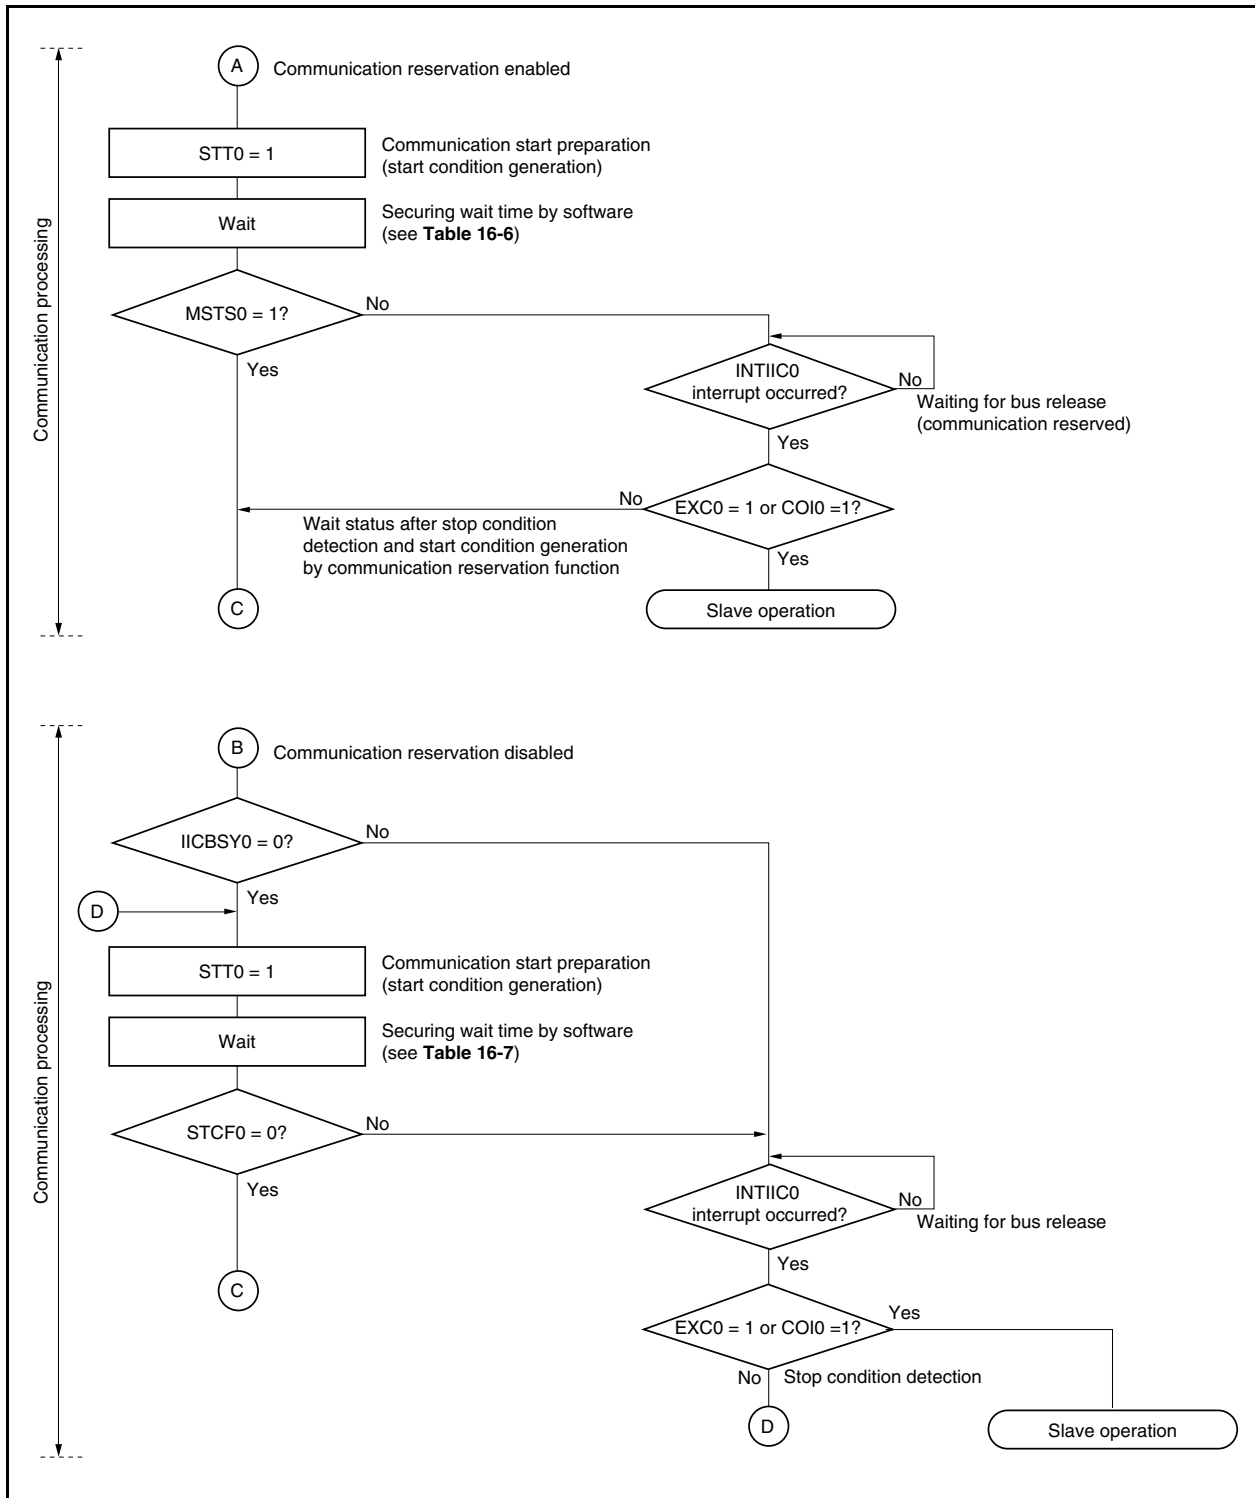 A
Communication reservation enabled
STT0 = 1
Communication start preparation
(start condition generation)
Wait
Securing wait time by software
(see Table 16-6)
MSTS0 = 1?
No
Yes
INTIIC0
interrupt occurred?
No
Waiting for bus release
(communication reserved)
Yes
EXC0 = 1 or COI0 =1?
No
Wait status after stop condition
detection and start condition generation
by communication reservation function
Yes
C
Slave operation
Communication processing
B
Communication reservation disabled
IICBSY0 = 0?
No
Yes
D
STT0 = 1
Communication start preparation
(start condition generation)
Wait
Securing wait time by software
(see Table 16-7)
STCF0 = 0?
No
Yes
INTIIC0
interrupt occurred?
No
Waiting for bus release
Yes
C
EXC0 = 1 or COI0 =1?
Yes
No
Stop condition detection
D
Slave operation
Communication processing